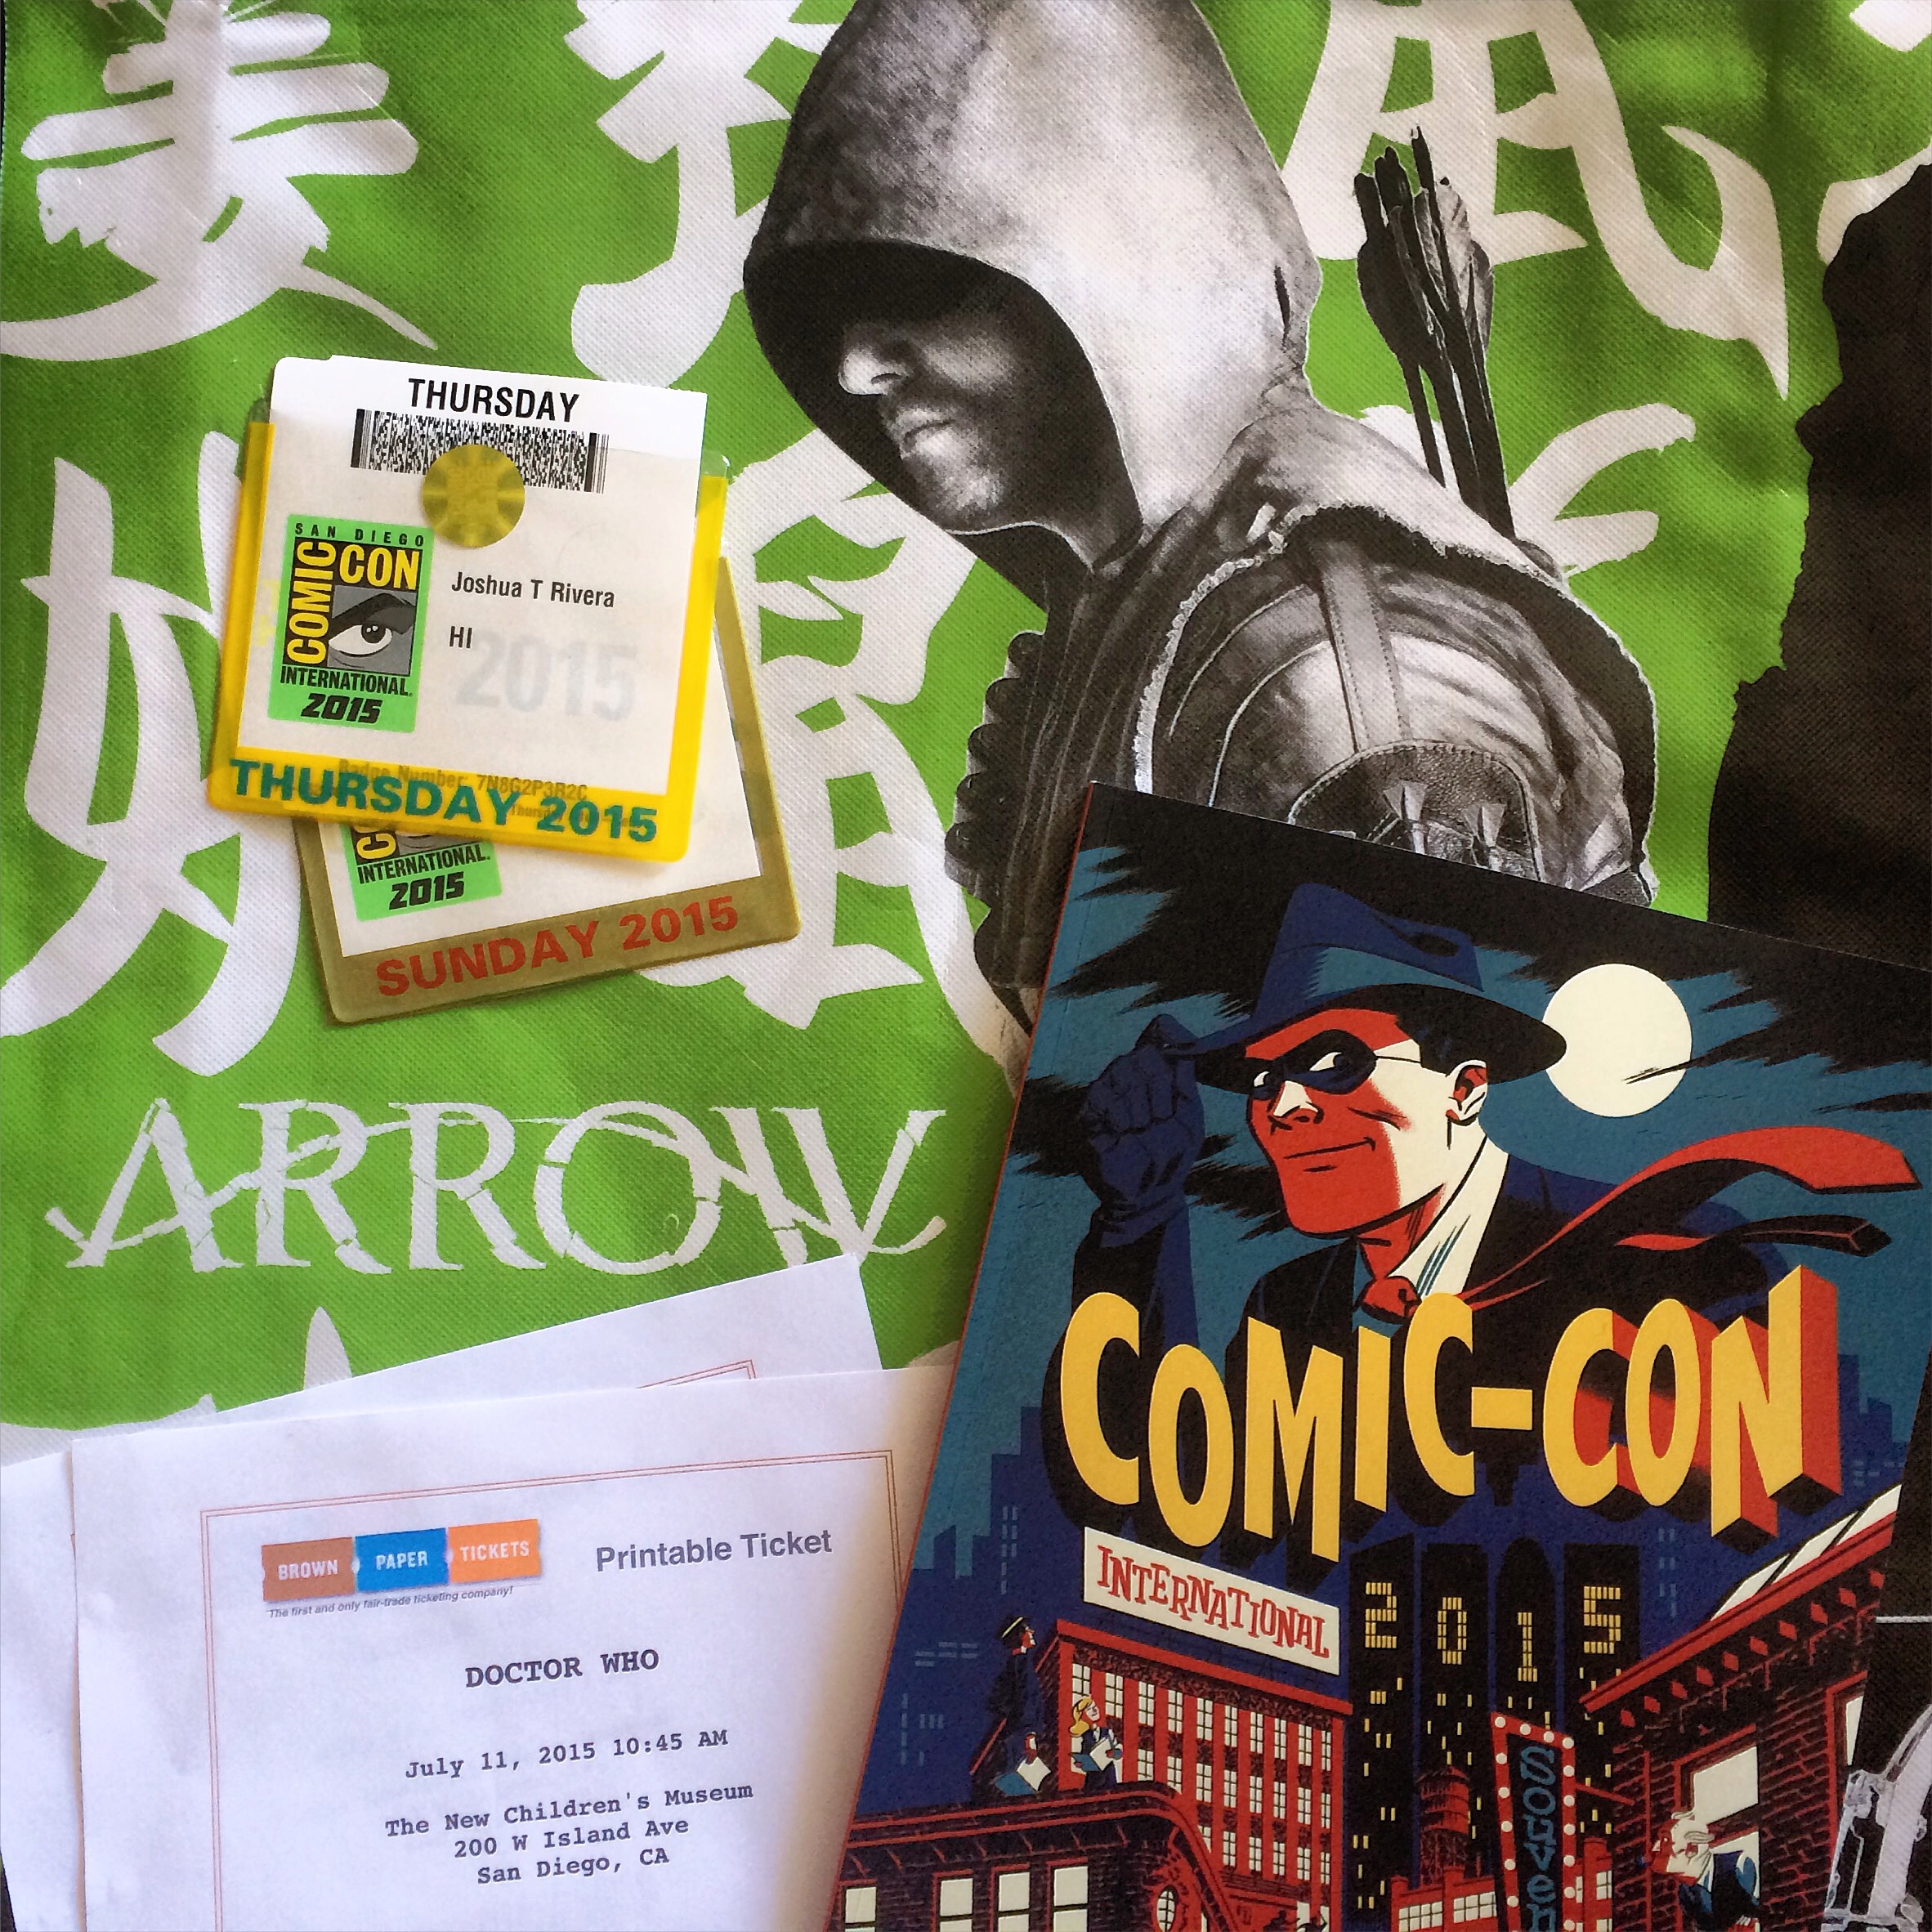 THURSDAY
SAN DIEGO
COMIC CON
INTERNATIONAL
2015
Joshua T Rivera
HI
2015
Badge Number: 7N8G2P3R2C
THURSDAY 2015
INTERNATIONAL
2015
SUNDAY 2015
ARROW
BROWN PAPER TICKETS
The first and only fair-trade ticketing company!
Printable Ticket
DOCTOR WHO
July 11, 2015 10:45 AM
The New Children's Museum
200 W Island Ave
San Diego, CA
COMIC-CON
INTERNATIONAL
2015